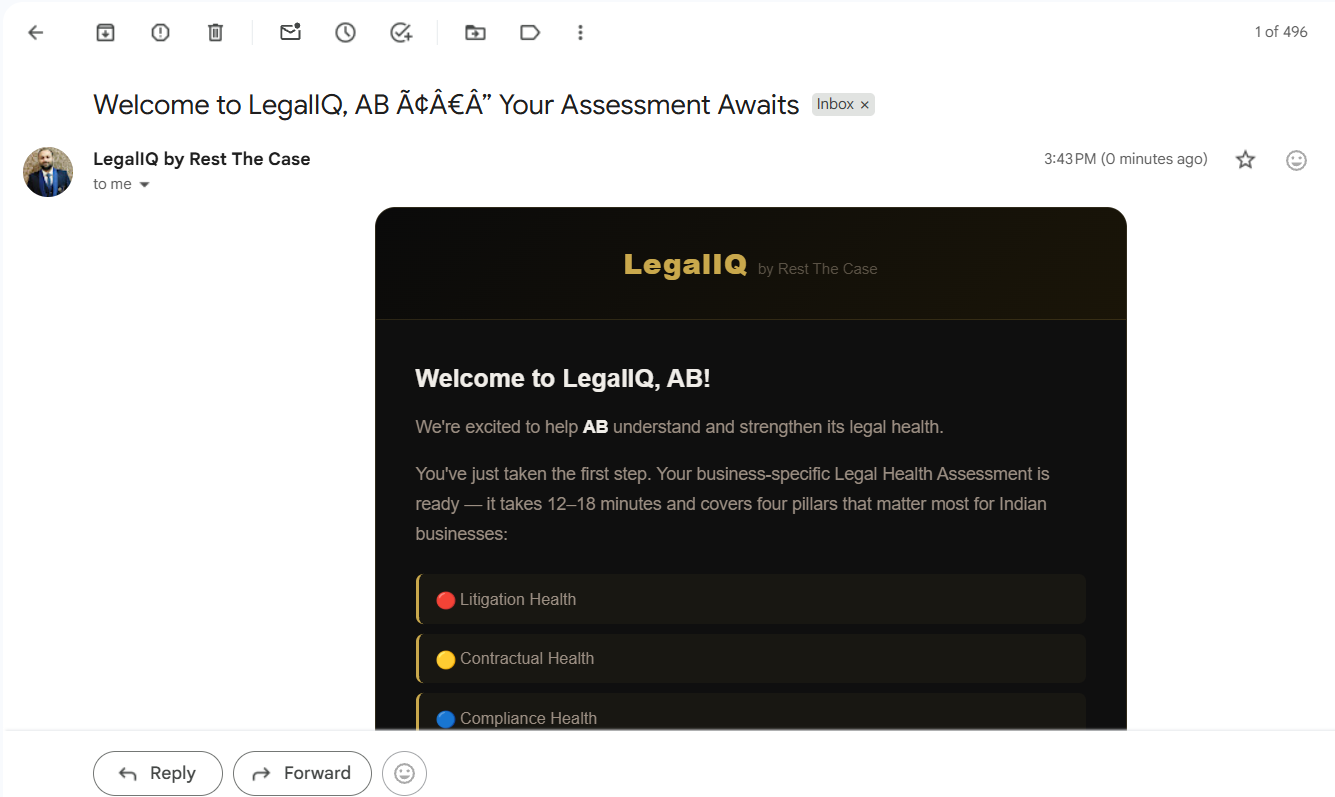 1 of 496
Welcome to LegalIQ, AB Ã¢Â€Â” Your Assessment Awaits Inbox ×
LegalIQ by Rest The Case 3:43 PM (0 minutes ago)
to me
LegalIQ by Rest The Case
Welcome to LegalIQ, AB!
We're excited to help AB understand and strengthen its legal health.
You've just taken the first step. Your business-specific Legal Health Assessment is
ready — it takes 12–18 minutes and covers four pillars that matter most for Indian
businesses:
Litigation Health
Contractual Health
Compliance Health
Reply Forward